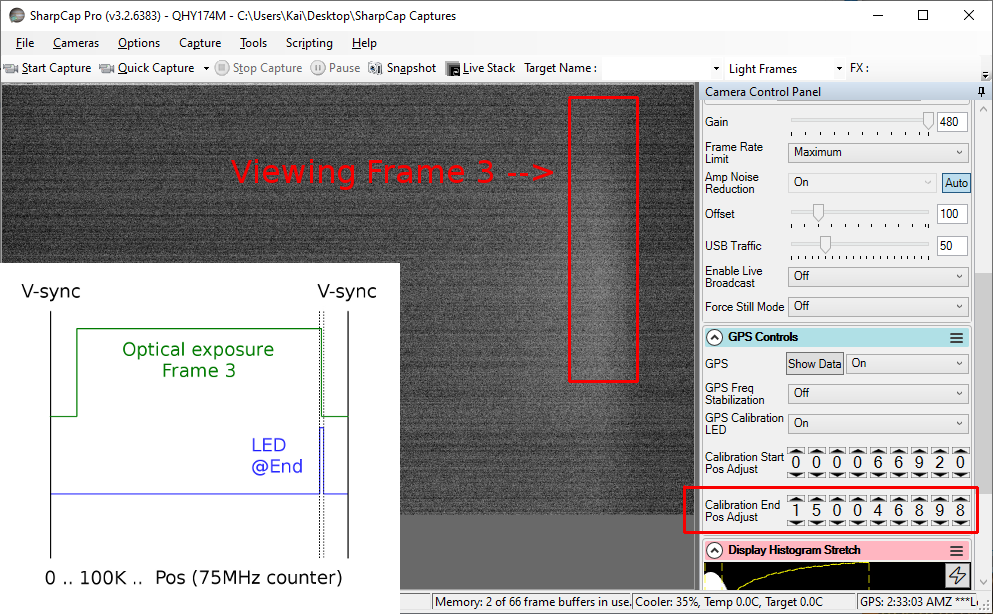 SharpCap Pro (v3.2.6383) - QHY174M - C:\Users\Kai\Desktop\SharpCap Captures
File Cameras Options Capture Tools Scripting Help
Start Capture Quick Capture Stop Capture Pause Snapshot Live Stack Target Name : Light Frames FX :
Camera Control Panel
Gain 480
Frame Rate Limit Maximum
Amp Noise Reduction On Auto
Offset 100
USB Traffic 50
Enable Live Broadcast Off
Force Still Mode Off
GPS Controls
GPS Show Data On
GPS Freq Stabilization Off
GPS Calibration LED On
Calibration Start Pos Adjust 0 0 0 0 6 6 9 2 0
Calibration End Pos Adjust 1 5 0 0 4 6 8 9 8
Display Histogram Stretch
Viewing Frame 3 -->
V-sync V-sync
Optical exposure
Frame 3
LED
@End
0 .. 100K .. Pos (75MHz counter)
Memory: 2 of 66 frame buffers in use. Cooler: 35%, Temp 0.0C, Target 0.0C GPS: 2:33:03 AMZ ***L